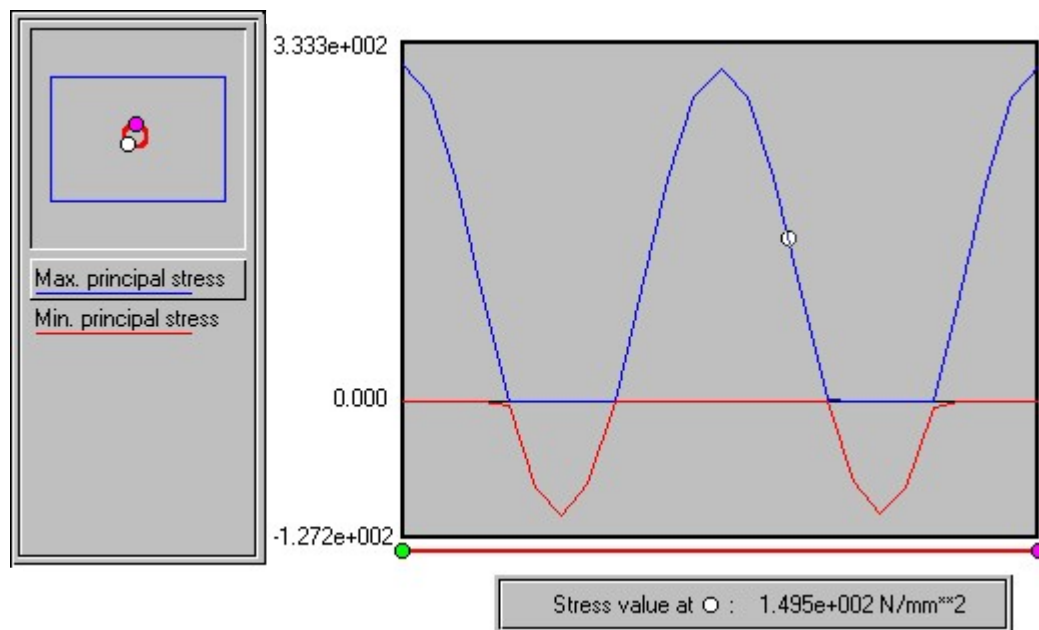 3.333e+002
Max. principal stress
Min. principal stress
0.000
-1.272e+002
Stress value at O : 1.495e+002 N/mm**2